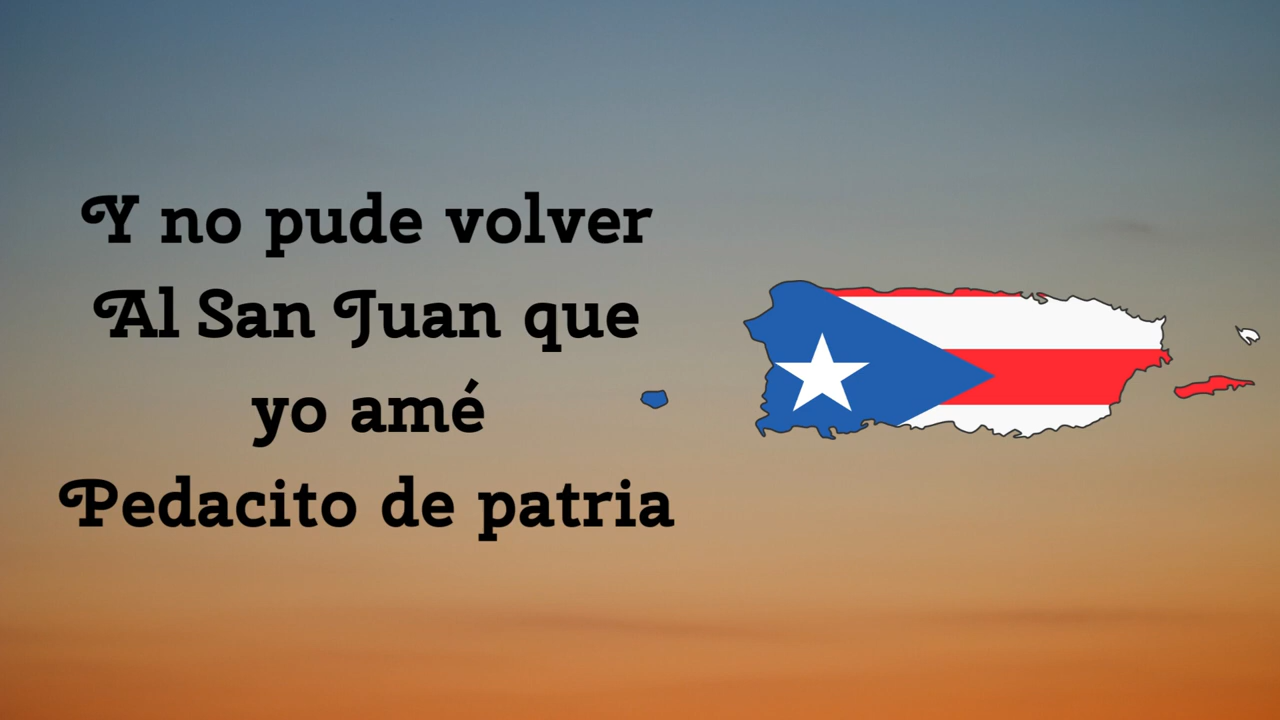 Y no pude volver
Al San Juan que
yo amé
Pedacito de patria